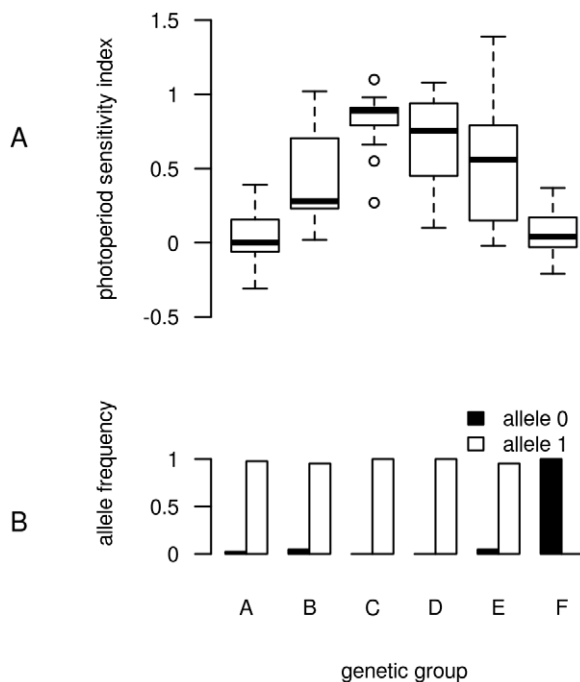 A
photoperiod sensitivity index
1.5
1
0.5
0
-0.5
B
allele frequency
allele 0
allele 1
1
0.5
0
A B C D E F
genetic group